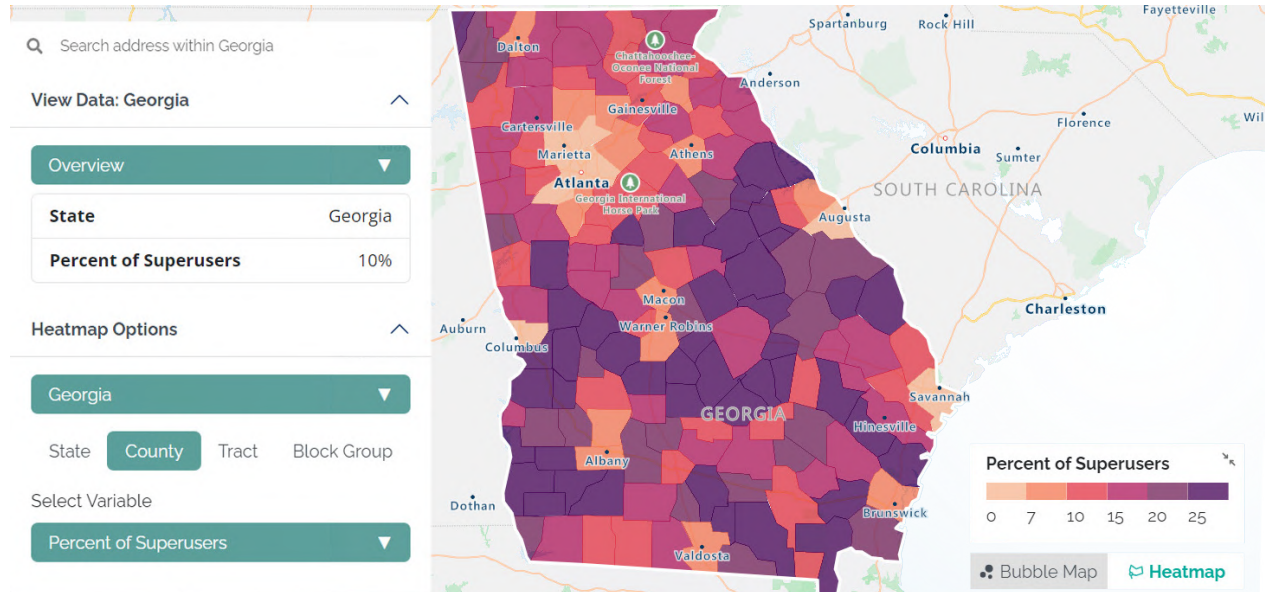 Search address within Georgia
View Data: Georgia
Overview
State Georgia
Percent of Superusers 10%
Heatmap Options
Georgia
State County Tract Block Group
Select Variable
Percent of Superusers
Spartanburg
Rock Hill
Fayetteville
Dalton
Chattahoochee-
Oconee National
Forest
Anderson
Gainesville
Cartersville
Florence
Wil
Marietta
Athens
Columbia
Sumter
Atlanta
SOUTH CAROLINA
Georgia International
Horse Park
Augusta
Macon
Charleston
Auburn
Warner Robins
Columbus
Savannah
GEORGIA
Hinesville
Albany
Dothan
Brunswick
Valdosta
Percent of Superusers
0 7 10 15 20 25
Bubble Map Heatmap